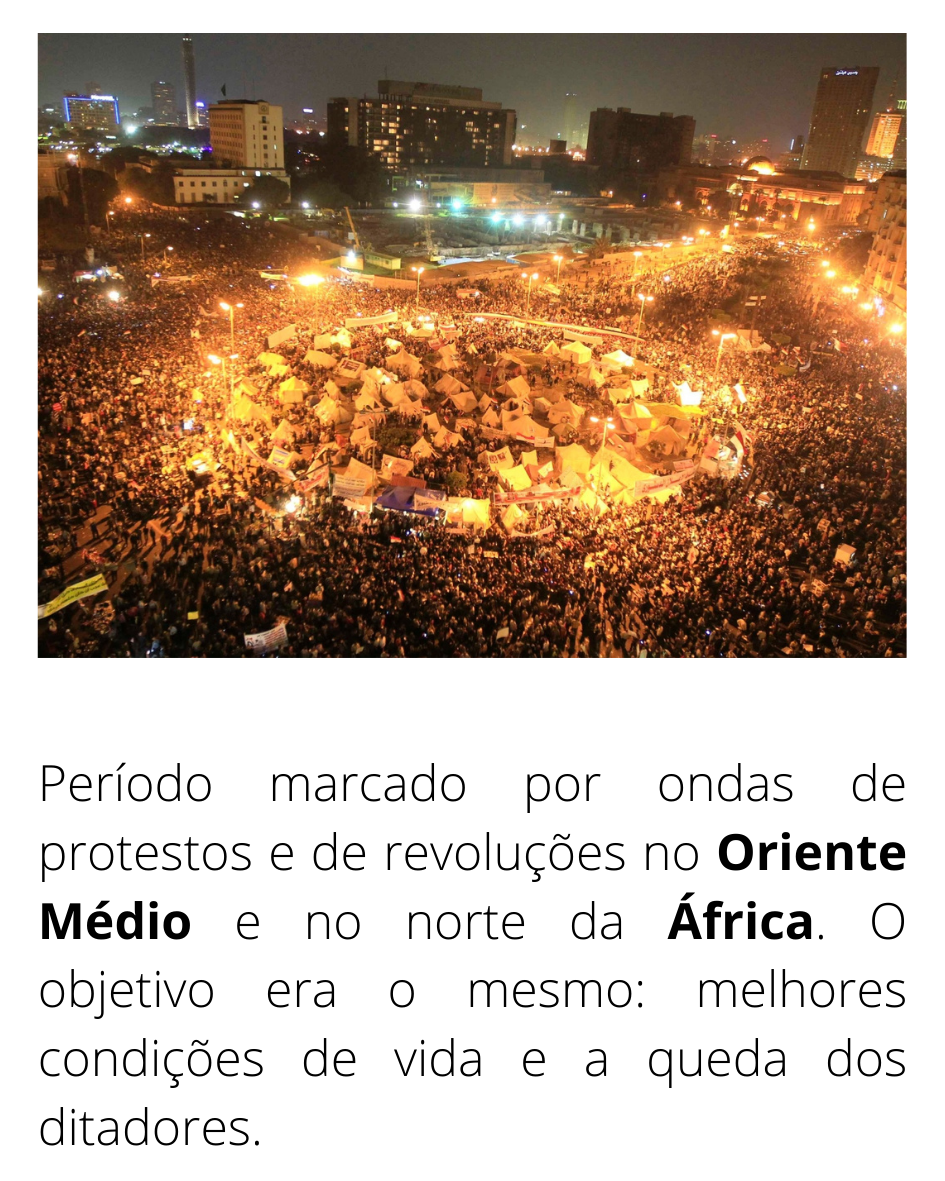 Período marcado por ondas de
protestos e de revoluções no Oriente
Médio e no norte da África. O
objetivo era o mesmo: melhores
condições de vida e a queda dos
ditadores.